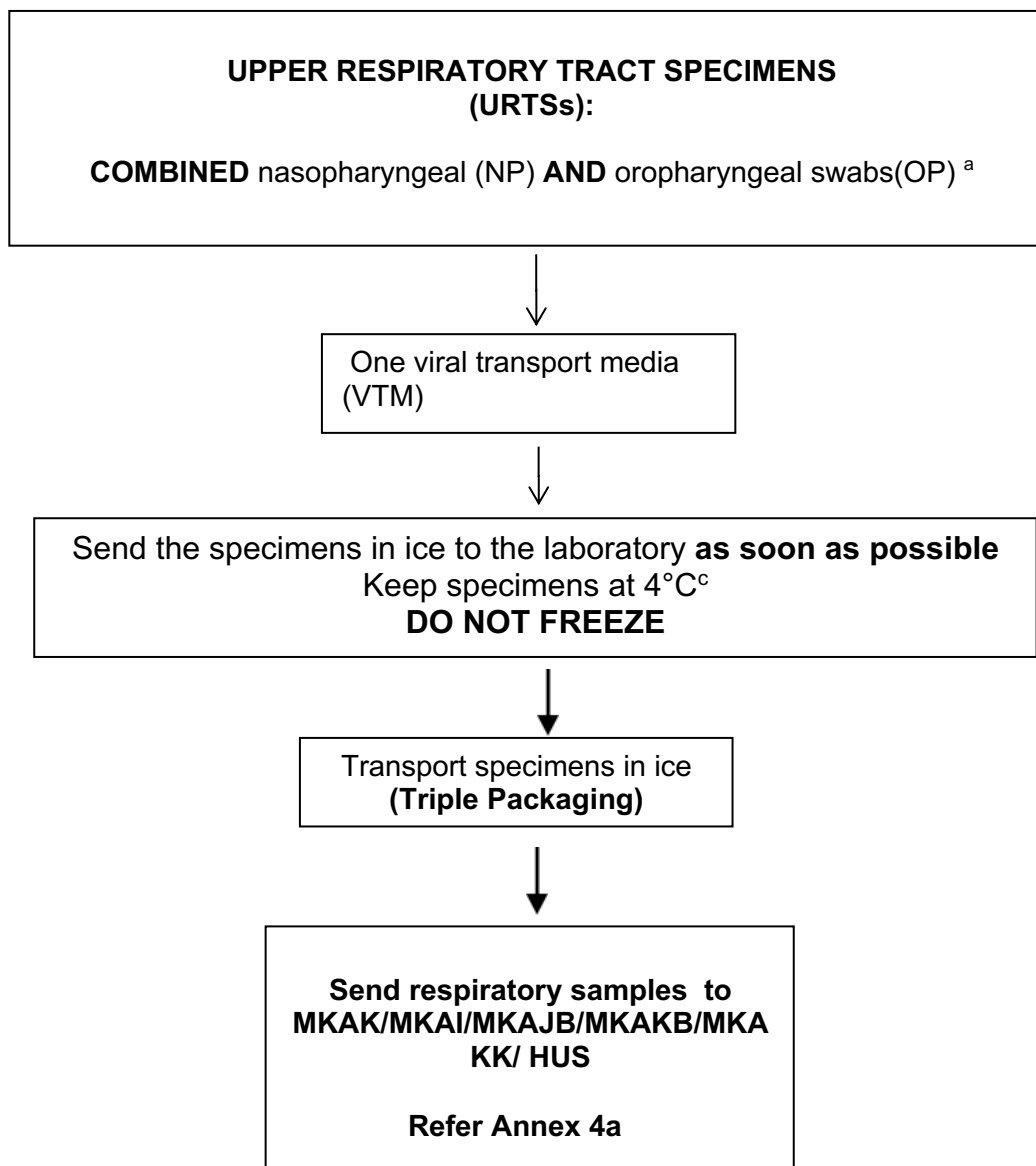 UPPER RESPIRATORY TRACT SPECIMENS
(URTSs):
COMBINED nasopharyngeal (NP) AND oropharyngeal swabs(OP) a
One viral transport media
(VTM)
Send the specimens in ice to the laboratory as soon as possible
Keep specimens at 4°Cc
DO NOT FREEZE
Transport specimens in ice
(Triple Packaging)
Send respiratory samples to
MKAK/MKAI/MKAJB/MKAKB/MKA
KK/ HUS
Refer Annex 4a